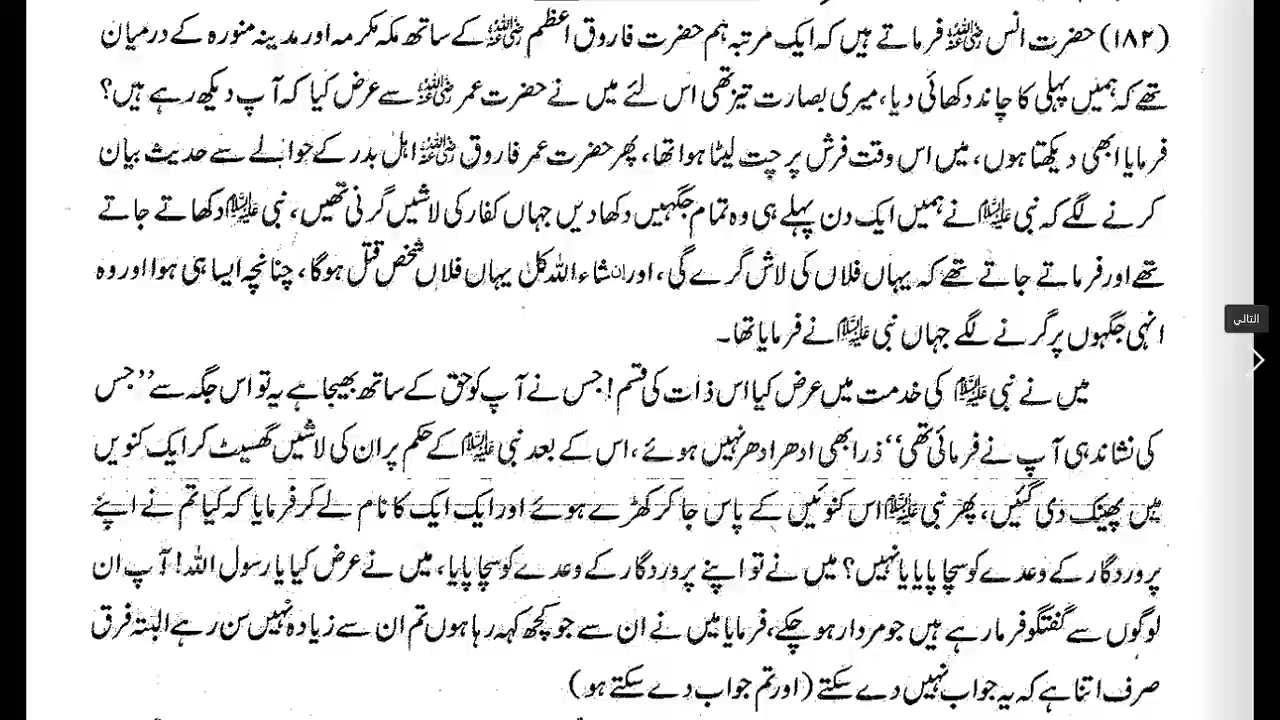 (۱۸۲) حضرت انس رضی اللہ عنہ فرماتے ہیں کہ ایک مرتبہ ہم حضرت فاروق اعظم رضی اللہ عنہ کے ساتھ مکہ مکرمہ اور مدینہ منورہ کے درمیان
تھے کہ ہمیں پہلی کا چاند دکھائی دیا، میری بصارت تیز تھی اس لئے میں نے حضرت عمر رضی اللہ عنہ سے عرض کیا کہ آپ دیکھ رہے ہیں؟
فرمایا ابھی دیکھتا ہوں، میں اس وقت فرش پر چت لیٹا ہوا تھا، پھر حضرت عمر فاروق رضی اللہ عنہ اہل بدر کے حوالے سے حدیث بیان
کرنے لگے کہ نبی علیہ السلام نے ہمیں ایک دن پہلے ہی وہ تمام جگہیں دکھا دیں جہاں کفار کی لاشیں گرنی تھیں، نبی علیہ السلام دکھاتے جاتے
تھے اور فرماتے جاتے تھے کہ یہاں فلاں کی لاش گرے گی، اور ان شاء اللہ کل یہاں فلاں شخص قتل ہوگا، چنانچہ ایسا ہی ہوا اور وہ
انہی جگہوں پر گرنے لگے جہاں نبی علیہ السلام نے فرمایا تھا۔
میں نے نبی علیہ السلام کی خدمت میں عرض کیا اس ذات کی قسم! جس نے آپ کو حق کے ساتھ بھیجا ہے یہ تو اس جگہ سے ”جس
کی نشاندہی آپ نے فرمائی تھی“ ذرا بھی ادھر ادھر نہیں ہوئے، اس کے بعد نبی علیہ السلام کے حکم پر ان کی لاشیں گھسیٹ کر ایک کنویں
میں پھینک دی گئیں، پھر نبی علیہ السلام اس کنوئیں کے پاس جا کر کھڑے ہوئے اور ایک ایک کا نام لے کر فرمایا کہ کیا تم نے اپنے
پروردگار کے وعدے کو سچا پایا یا نہیں؟ میں نے تو اپنے پروردگار کے وعدے کو سچا پایا، میں نے عرض کیا یا رسول اللہ! آپ ان
لوگوں سے گفتگو فرما رہے ہیں جو مردار ہو چکے، فرمایا میں نے ان سے جو کچھ کہہ رہا ہوں تم ان سے زیادہ نہیں سن رہے البتہ فرق
صرف اتنا ہے کہ یہ جواب نہیں دے سکتے (اور تم جواب دے سکتے ہو)
التالي